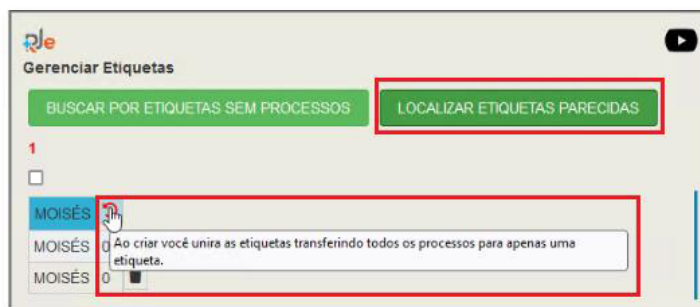 PJe
Gerenciar Etiquetas
BUSCAR POR ETIQUETAS SEM PROCESSOS
LOCALIZAR ETIQUETAS PARECIDAS
1
MOISÉS
MOISÉS 0
Ao criar você unira as etiquetas transferindo todos os processos para apenas uma
etiqueta.
MOISÉS 0